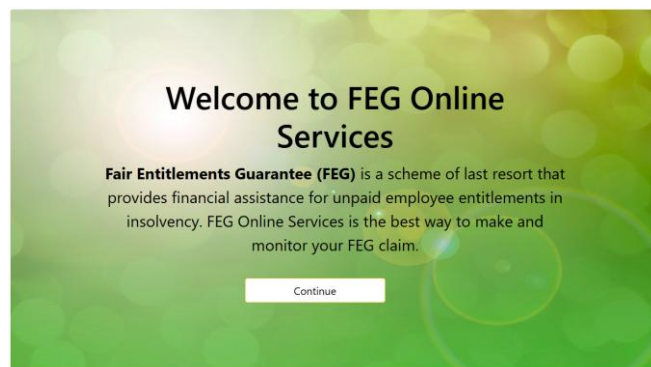 Welcome to FEG Online
Services
Fair Entitlements Guarantee (FEG) is a scheme of last resort that
provides financial assistance for unpaid employee entitlements in
insolvency. FEG Online Services is the best way to make and
monitor your FEG claim.
Continue